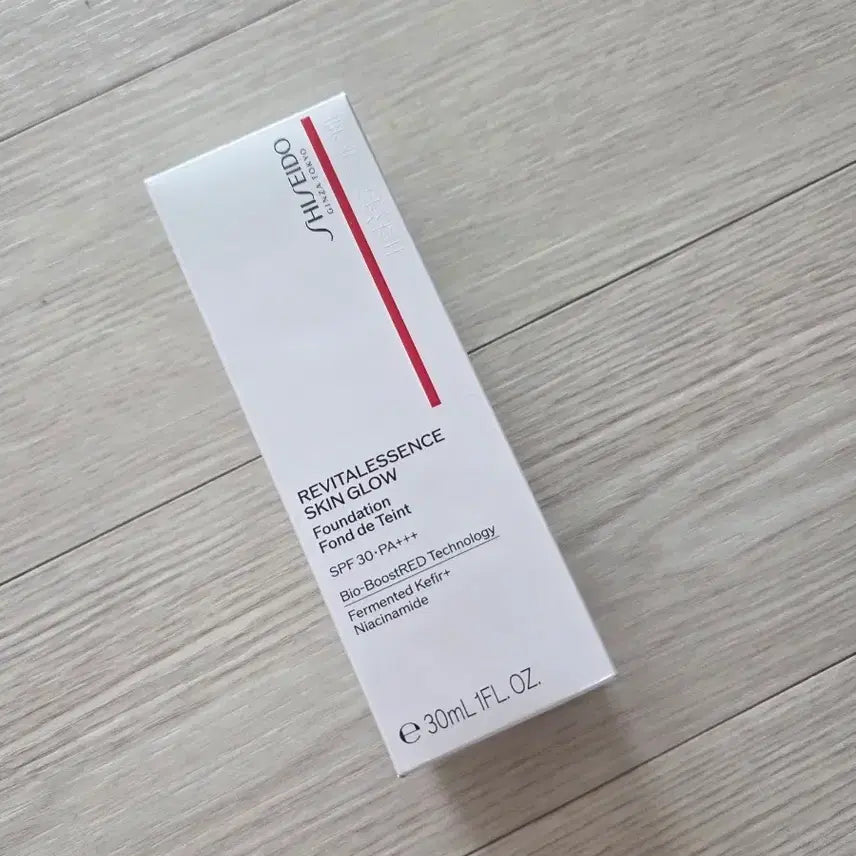 SHISEIDO
GINZA TOKYO
REVITALESSENCE
SKIN GLOW
Foundation
Fond de Teint
SPF 30・PA+++
Bio-BoostRED Technology
Fermented Kefir+
Niacinamide
℮ 30mL 1FL. OZ.